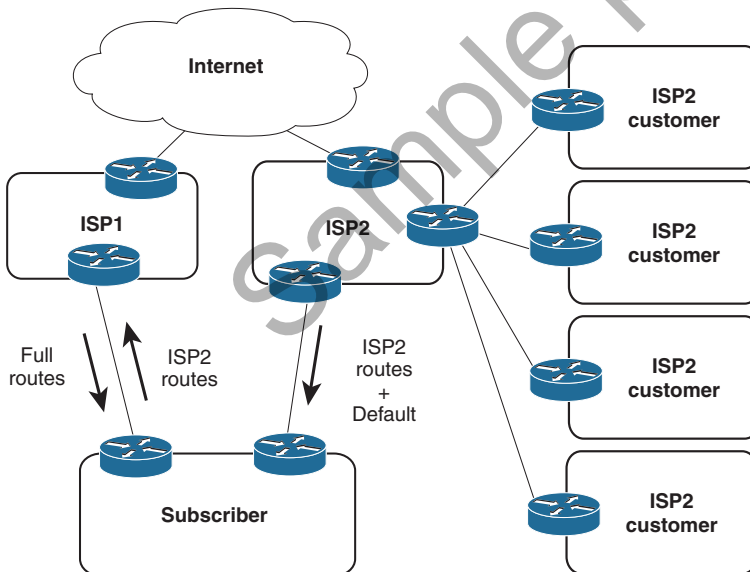 Internet
ISP1
ISP2
Full
routes
ISP2
routes
ISP2
routes
+
Default
Subscriber
ISP2
customer
ISP2
customer
ISP2
customer
ISP2
customer
Sample